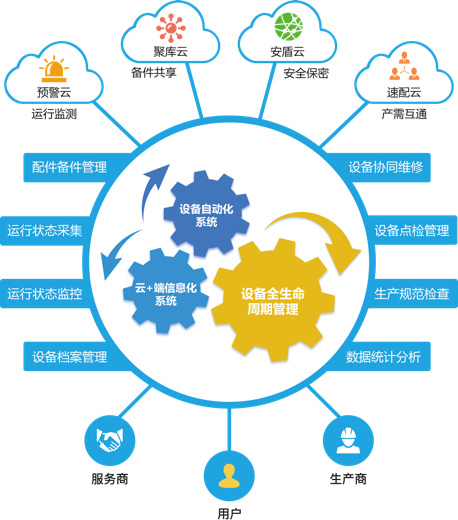 聚库云
安盾云
备件共享
安全保密
预警云
速配云
运行监测
产需互通
配件备件管理
设备协同维修
设备自动化
系统
运行状态采集
设备点检管理
云+端信息化
系统
设备全生命
周期管理
运行状态监控
生产规范检查
设备档案管理
数据统计分析
服务商
生产商
用户